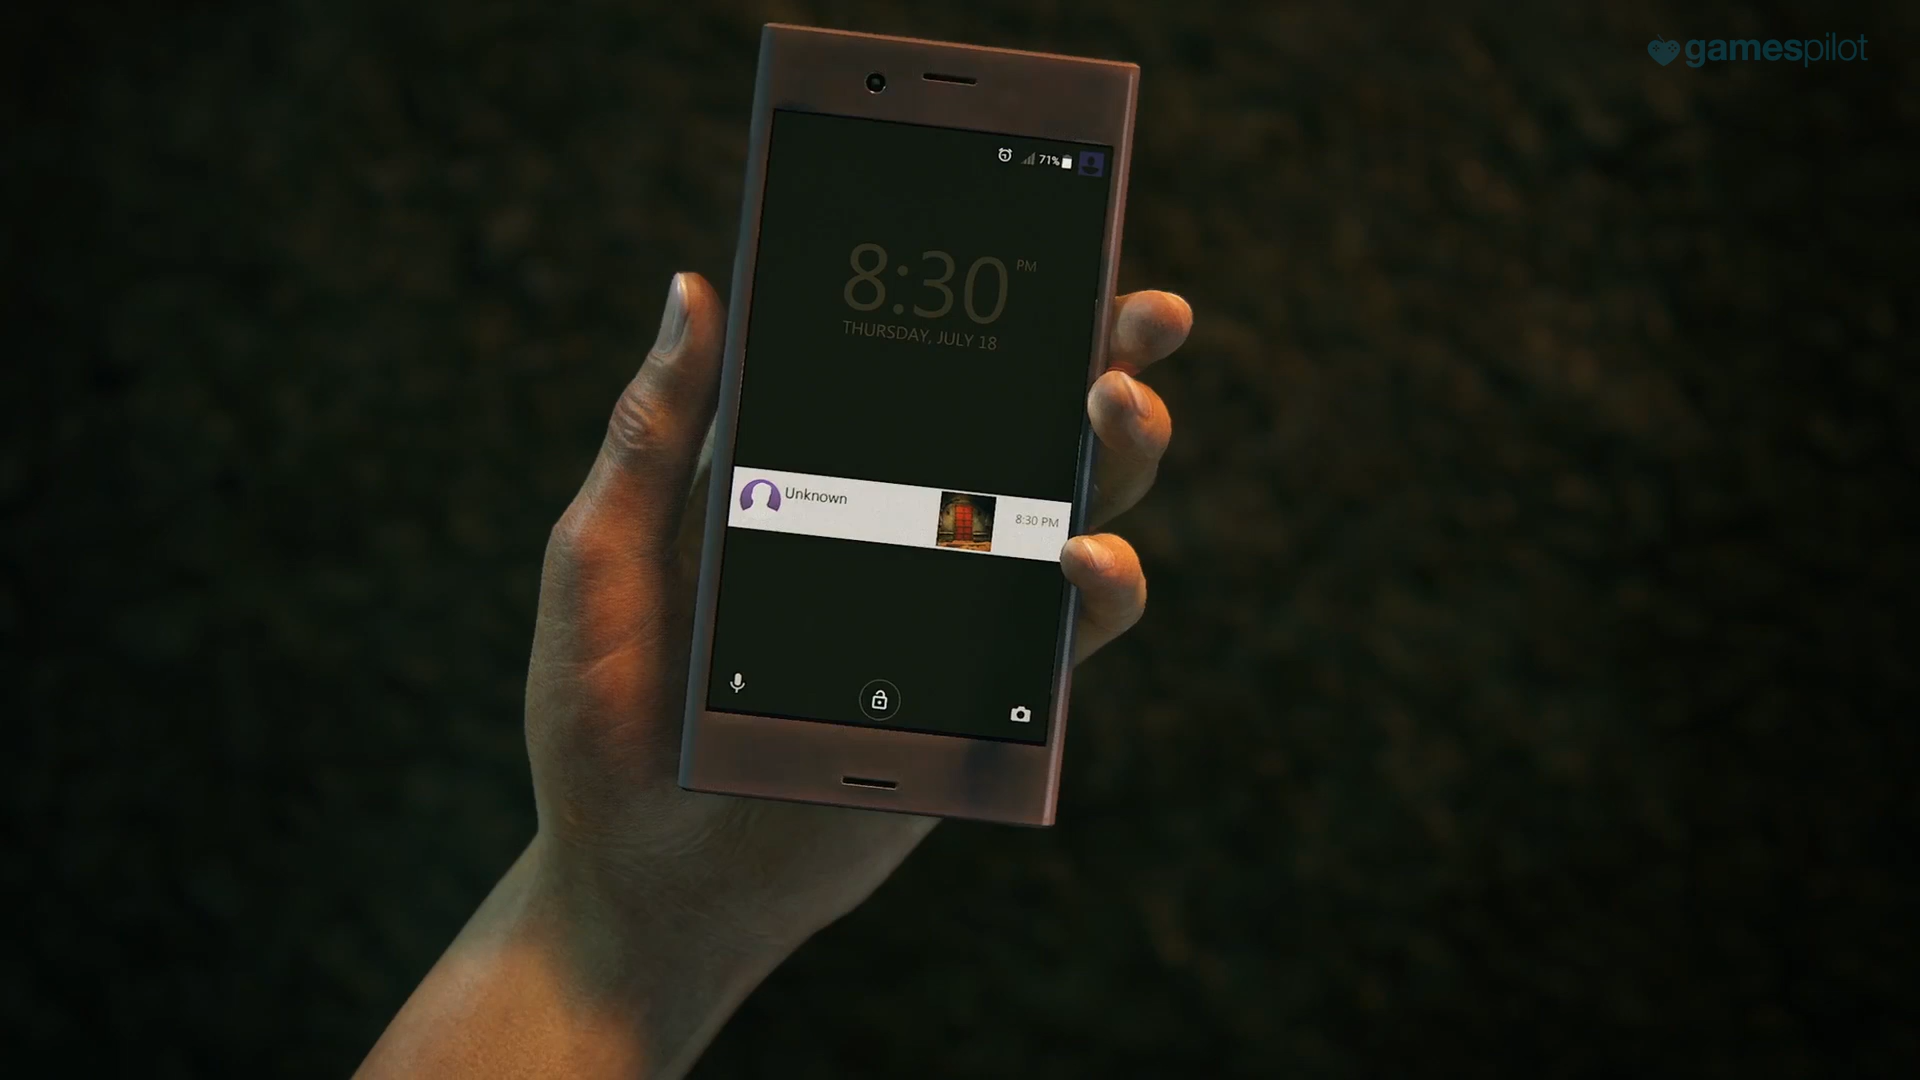 gamespilot
71%
8:30 PM
THURSDAY, JULY 18
Unknown
8:30 PM